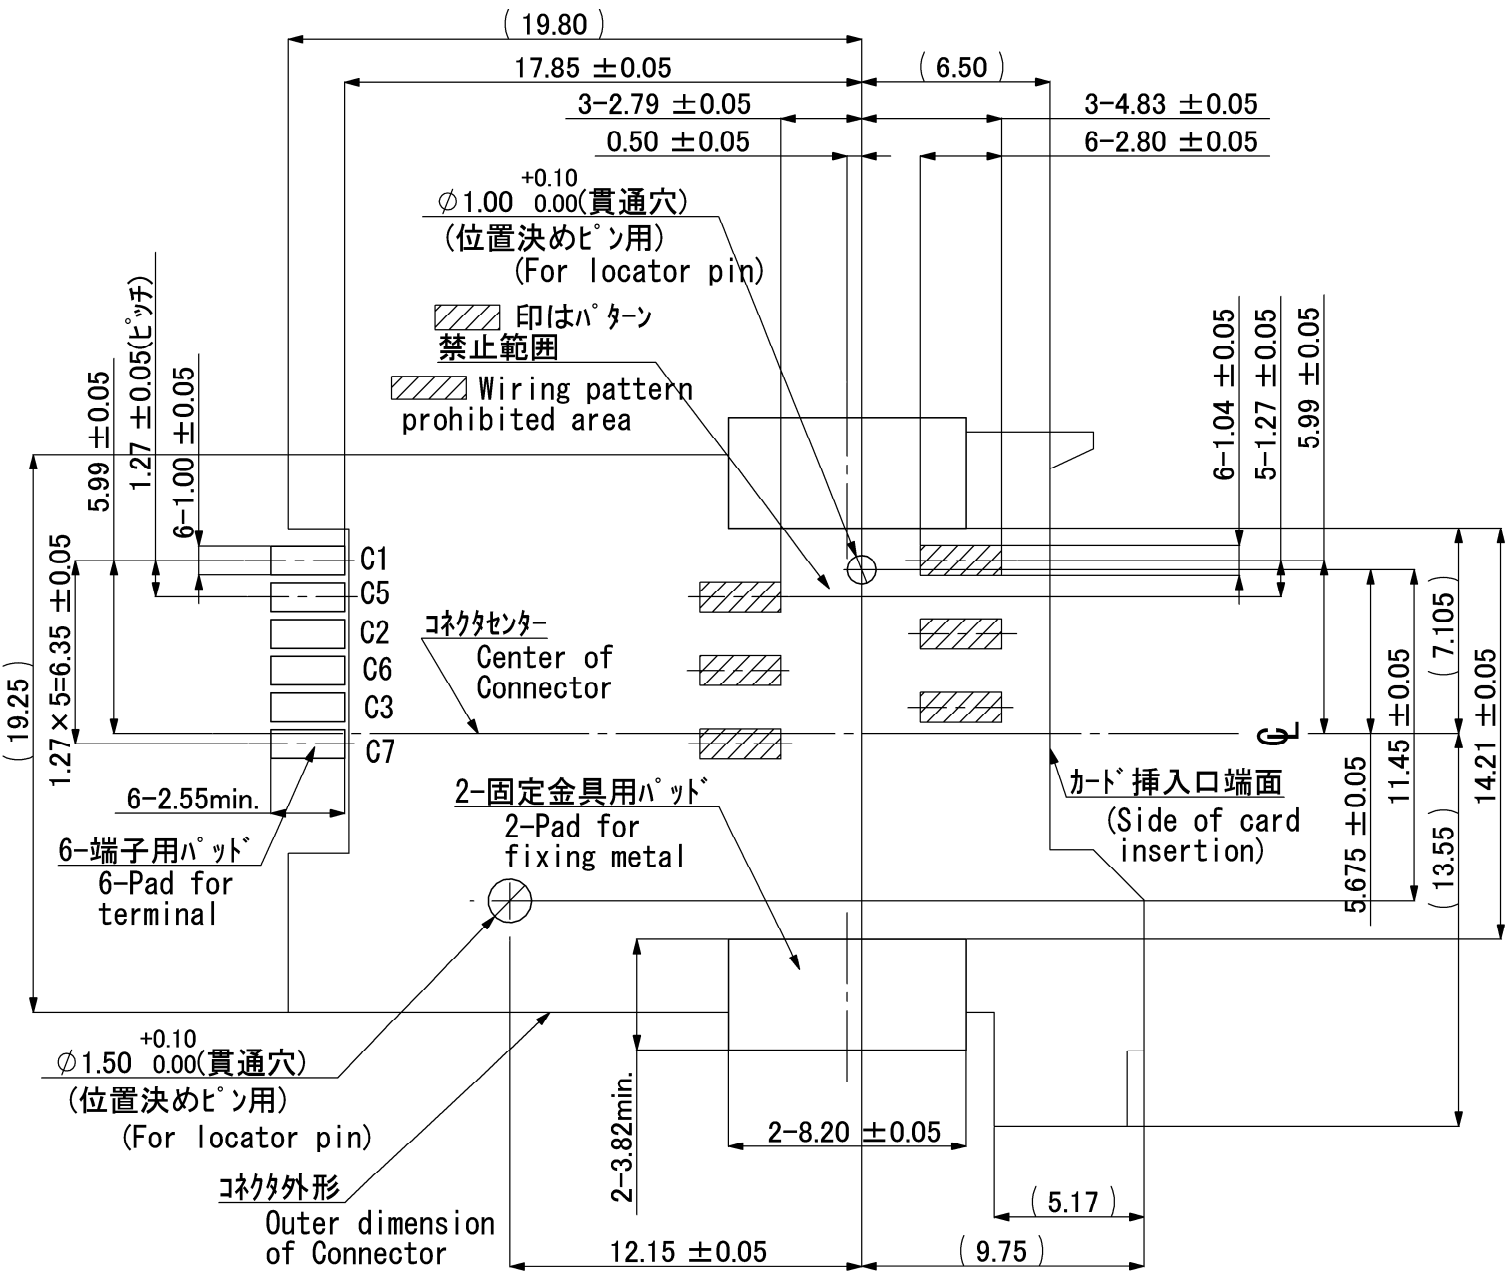 (19.80)
17.85 ±0.05
(6.50)
3-2.79 ±0.05
3-4.83 ±0.05
0.50 ±0.05
6-2.80 ±0.05
+0.10
∅1.00 0.00(貫通穴)
(位置決めﾋﾟﾝ用)
(For locator pin)
印はﾊﾟﾀｰﾝ
禁止範囲
Wiring pattern
prohibited area
1.27 ±0.05(ﾋﾟｯﾁ)
5.99 ±0.05
6-1.00 ±0.05
1.27×5=6.35 ±0.05
(19.25)
6-1.04 ±0.05
5-1.27 ±0.05
5.99 ±0.05
C1
C5
C2
C6
C3
C7
ｺﾈｸﾀｾﾝﾀｰ
Center of
Connector
(7.105)
11.45 ±0.05
14.21 ±0.05
5.675 ±0.05
(13.55)
CL
6-2.55min.
2-固定金具用ﾊﾟｯﾄﾞ
2-Pad for
fixing metal
ｶｰﾄﾞ挿入口端面
(Side of card
insertion)
6-端子用ﾊﾟｯﾄﾞ
6-Pad for
terminal
+0.10
∅1.50 0.00(貫通穴)
(位置決めﾋﾟﾝ用)
(For locator pin)
2-3.82min.
2-8.20 ±0.05
ｺﾈｸﾀ外形
Outer dimension
of Connector
(5.17)
12.15 ±0.05
(9.75)